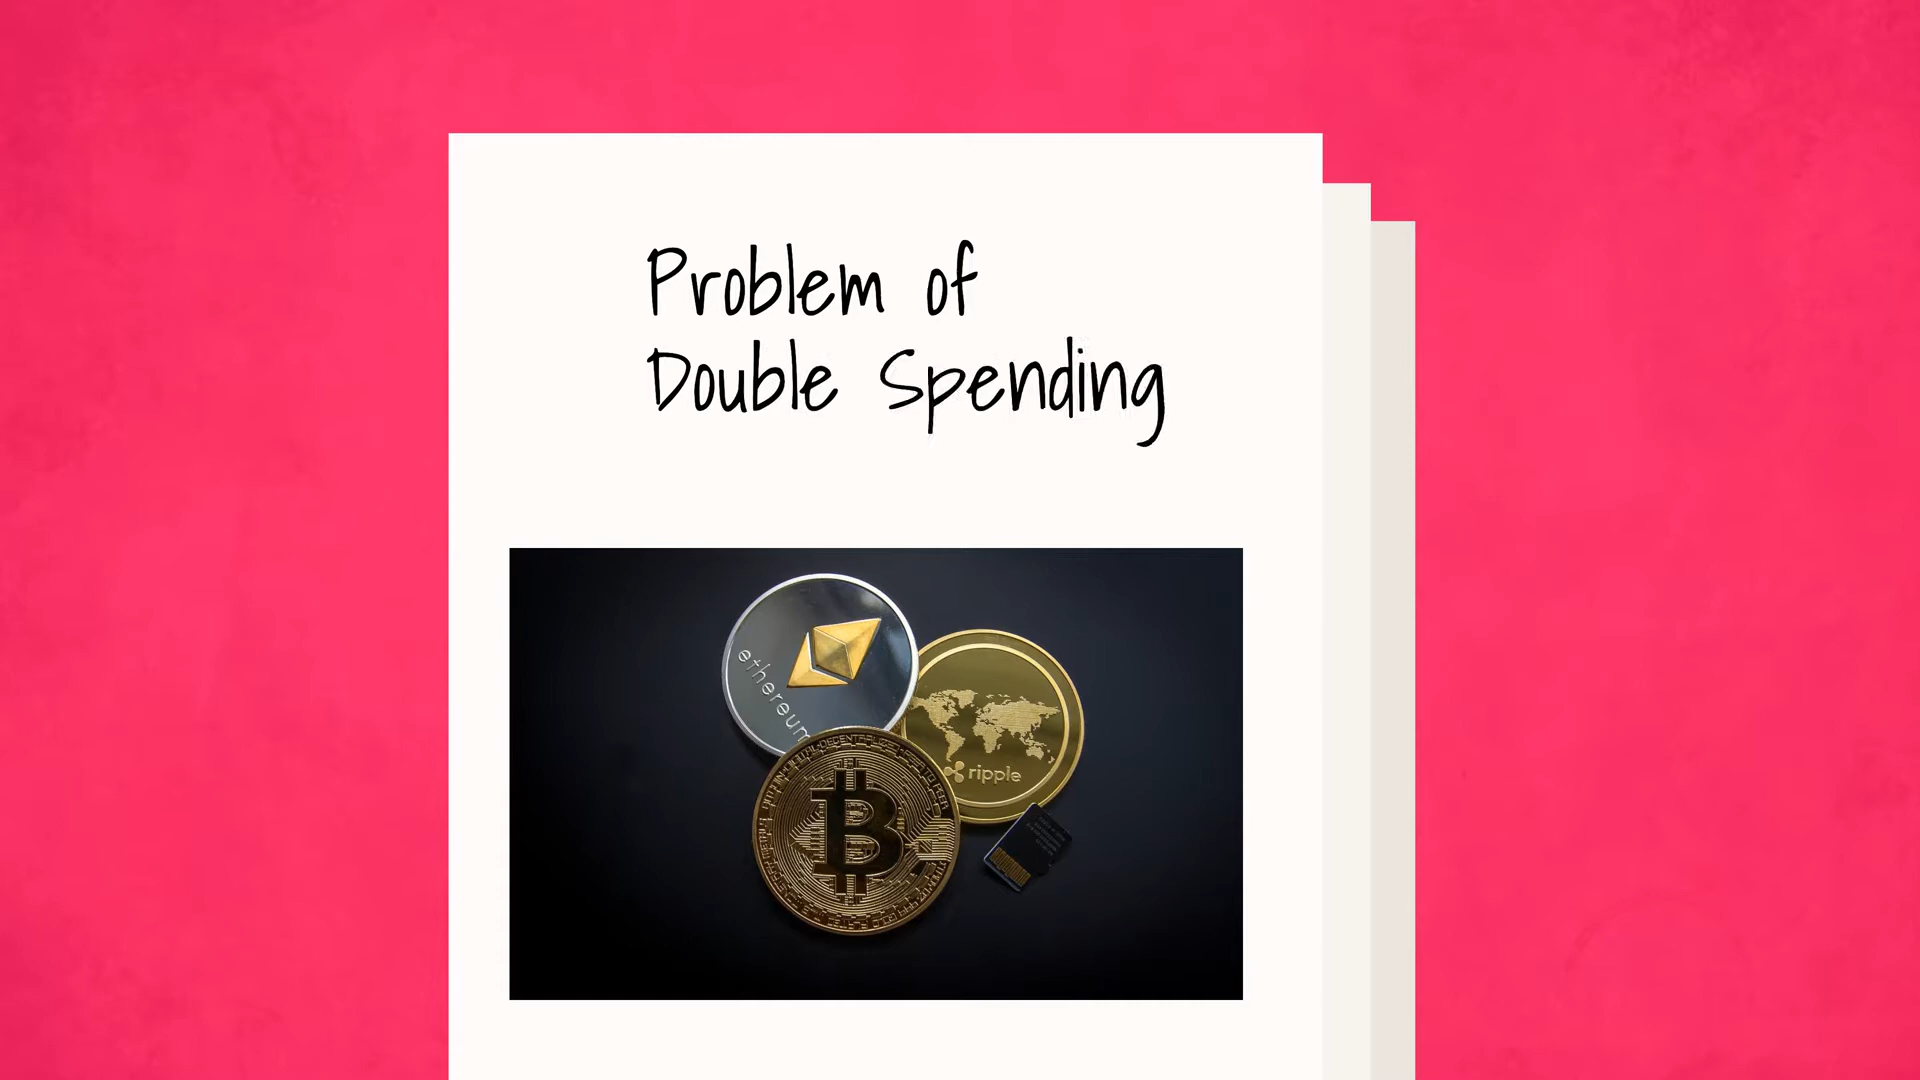 Problem of
Double Spending
ethereum
ripple